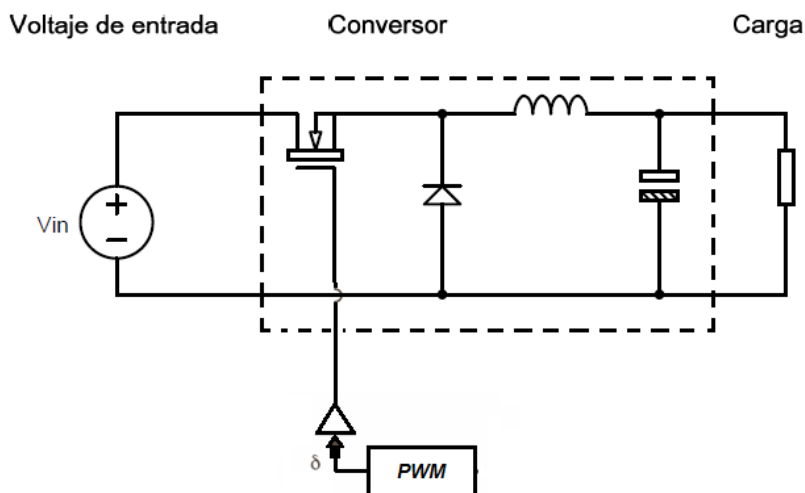 Voltaje de entrada
Conversor
Carga
+
Vin
−
δ
PWM